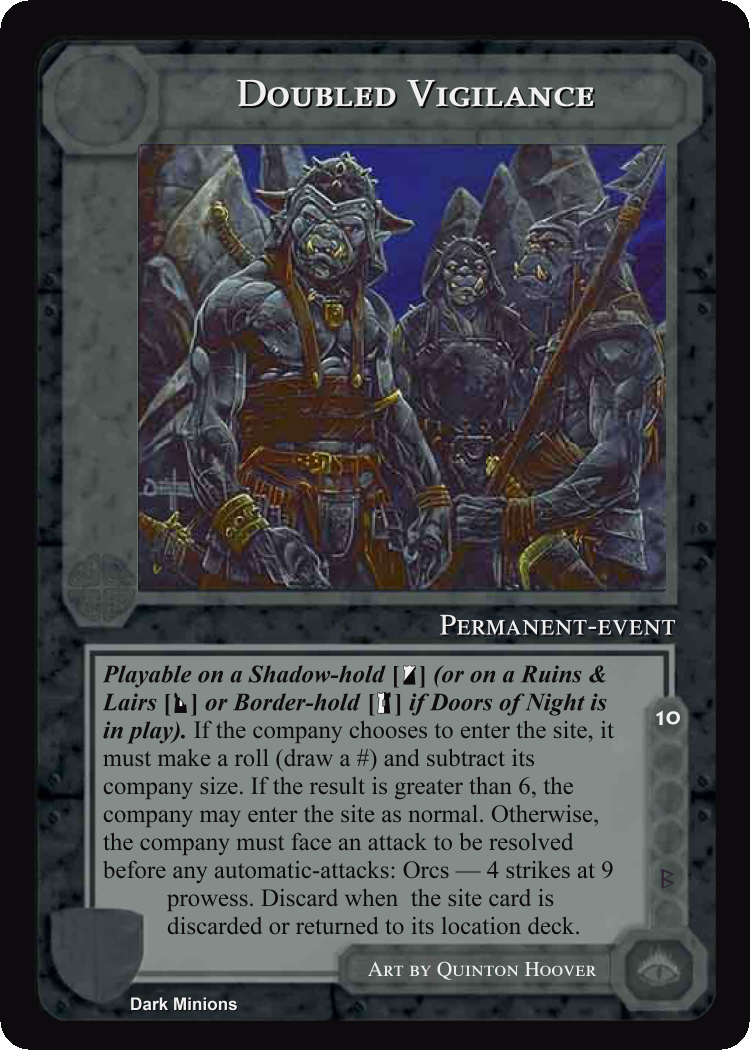 Doubled Vigilance
Permanent-event
Playable on a Shadow-hold [ ] (or on a Ruins &
Lairs [ ] or Border-hold [ ] if Doors of Night is
in play). If the company chooses to enter the site, it
must make a roll (draw a #) and subtract its
company size. If the result is greater than 6, the
company may enter the site as normal. Otherwise,
the company must face an attack to be resolved
before any automatic-attacks: Orcs — 4 strikes at 9
prowess. Discard when the site card is
discarded or returned to its location deck.
10
Art by Quinton Hoover
Dark Minions